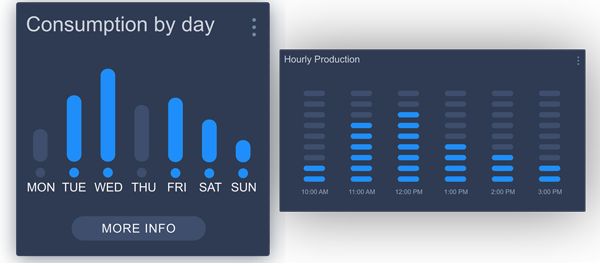 Consumption by day
MON TUE WED THU FRI SAT SUN
MORE INFO
Hourly Production
10:00 AM 11:00 AM 12:00 PM 1:00 PM 2:00 PM 3:00 PM